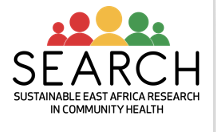 SEARCH
SUSTAINABLE EAST AFRICA RESEARCH
IN COMMUNITY HEALTH